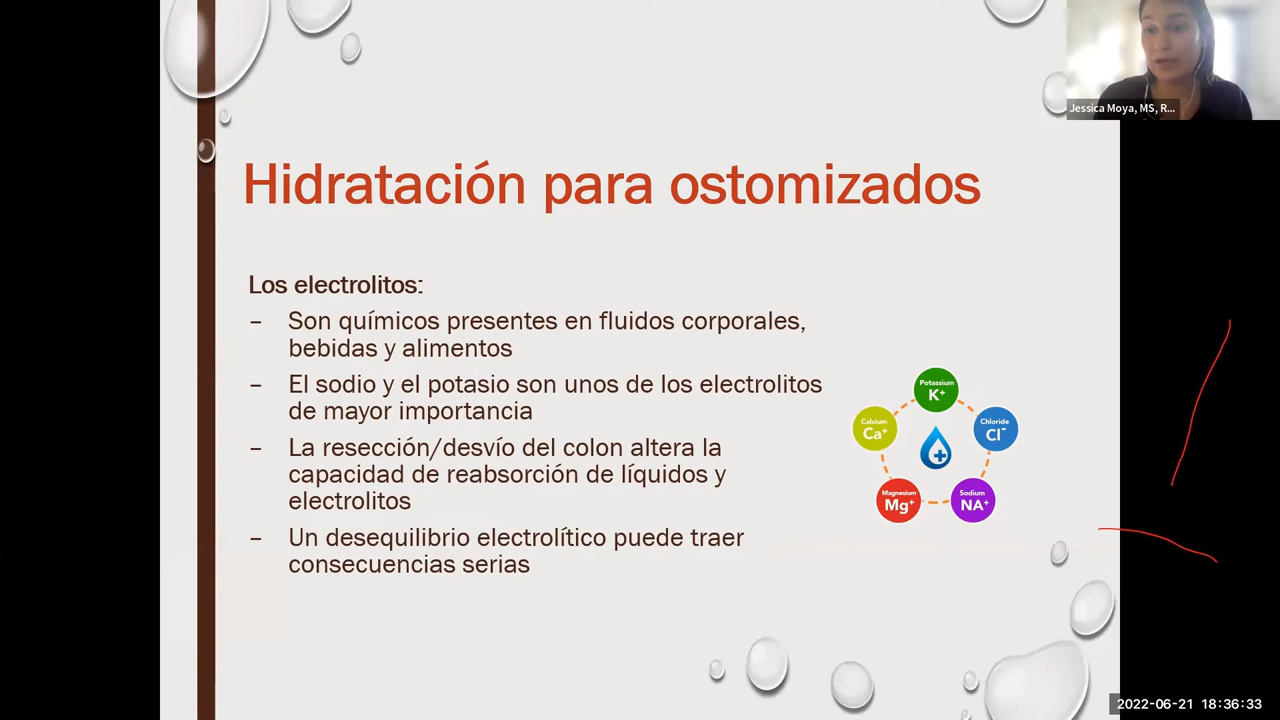 Jessica Moya, MS, R...
Hidratación para ostomizados
Los electrolitos:
– Son químicos presentes en fluidos corporales,
bebidas y alimentos
– El sodio y el potasio son unos de los electrolitos
de mayor importancia
– La resección/desvío del colon altera la
capacidad de reabsorción de líquidos y
electrolitos
– Un desequilibrio electrolítico puede traer
consecuencias serias
Potassium
K+
Calcium
Ca+
Chloride
Cl-
Magnesium
Mg+
Sodium
NA+
2022-06-21 18:36:33